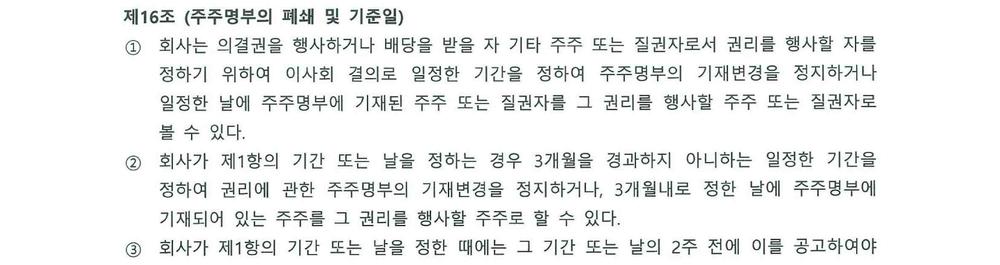 제16조 (주주명부의 폐쇄 및 기준일)
① 회사는 의결권을 행사하거나 배당을 받을 자 기타 주주 또는 질권자로서 권리를 행사할 자를
정하기 위하여 이사회 결의로 일정한 기간을 정하여 주주명부의 기재변경을 정지하거나
일정한 날에 주주명부에 기재된 주주 또는 질권자를 그 권리를 행사할 주주 또는 질권자로
볼 수 있다.
② 회사가 제1항의 기간 또는 날을 정하는 경우 3개월을 경과하지 아니하는 일정한 기간을
정하여 권리에 관한 주주명부의 기재변경을 정지하거나, 3개월내로 정한 날에 주주명부에
기재되어 있는 주주를 그 권리를 행사할 주주로 할 수 있다.
③ 회사가 제1항의 기간 또는 날을 정한 때에는 그 기간 또는 날의 2주 전에 이를 공고하여야